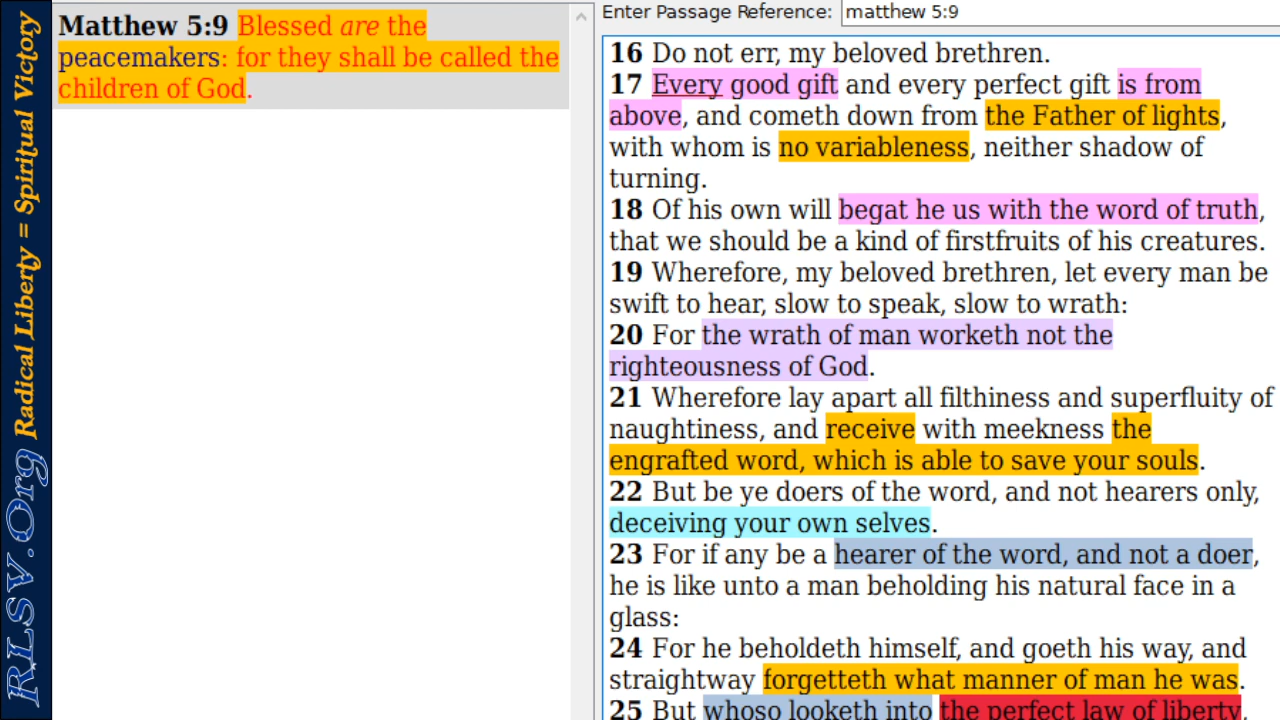 RLSV.Org Radical Liberty = Spiritual Victory
Matthew 5:9 Blessed are the
peacemakers: for they shall be called the
children of God.
Enter Passage Reference: matthew 5:9
16 Do not err, my beloved brethren.
17 Every good gift and every perfect gift is from
above, and cometh down from the Father of lights,
with whom is no variableness, neither shadow of
turning.
18 Of his own will begat he us with the word of truth,
that we should be a kind of firstfruits of his creatures.
19 Wherefore, my beloved brethren, let every man be
swift to hear, slow to speak, slow to wrath:
20 For the wrath of man worketh not the
righteousness of God.
21 Wherefore lay apart all filthiness and superfluity of
naughtiness, and receive with meekness the
engrafted word, which is able to save your souls.
22 But be ye doers of the word, and not hearers only,
deceiving your own selves.
23 For if any be a hearer of the word, and not a doer,
he is like unto a man beholding his natural face in a
glass:
24 For he beholdeth himself, and goeth his way, and
straightway forgetteth what manner of man he was.
25 But whoso looketh into the perfect law of liberty,